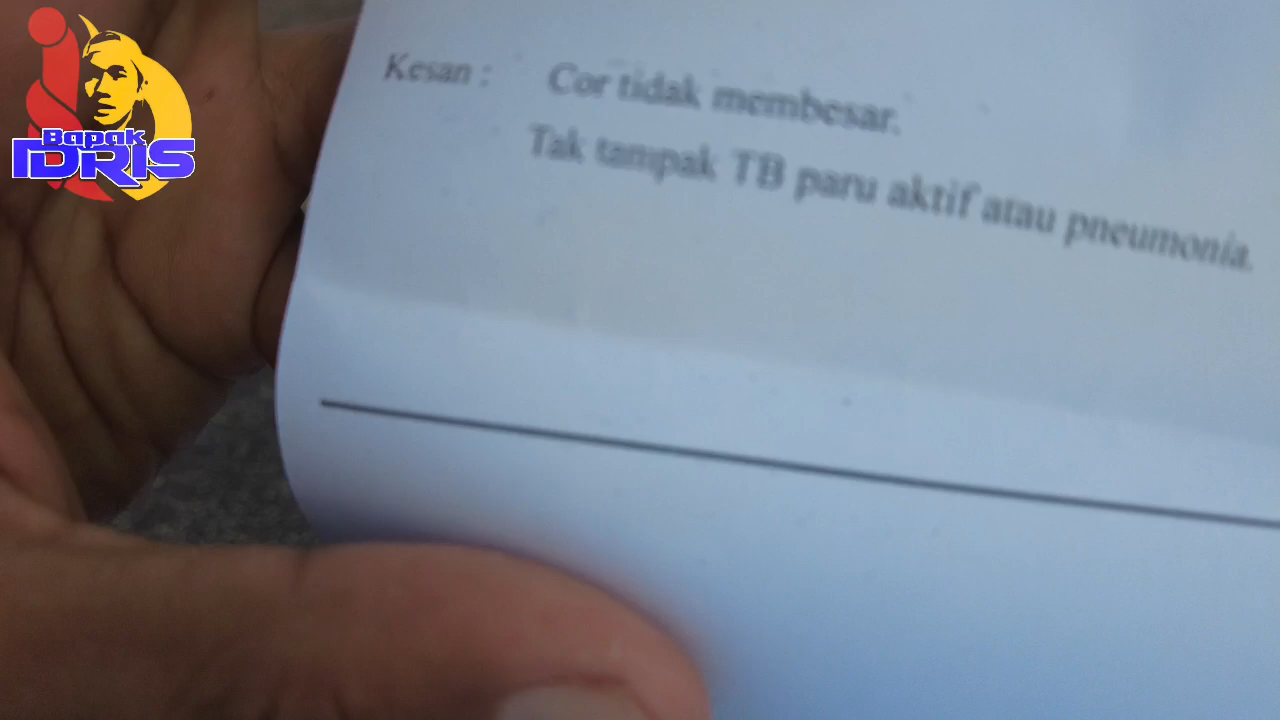 Bapak
IDRIS
Kesan : Cor tidak membesar.
Tak tampak TB paru aktif atau pneumonia.